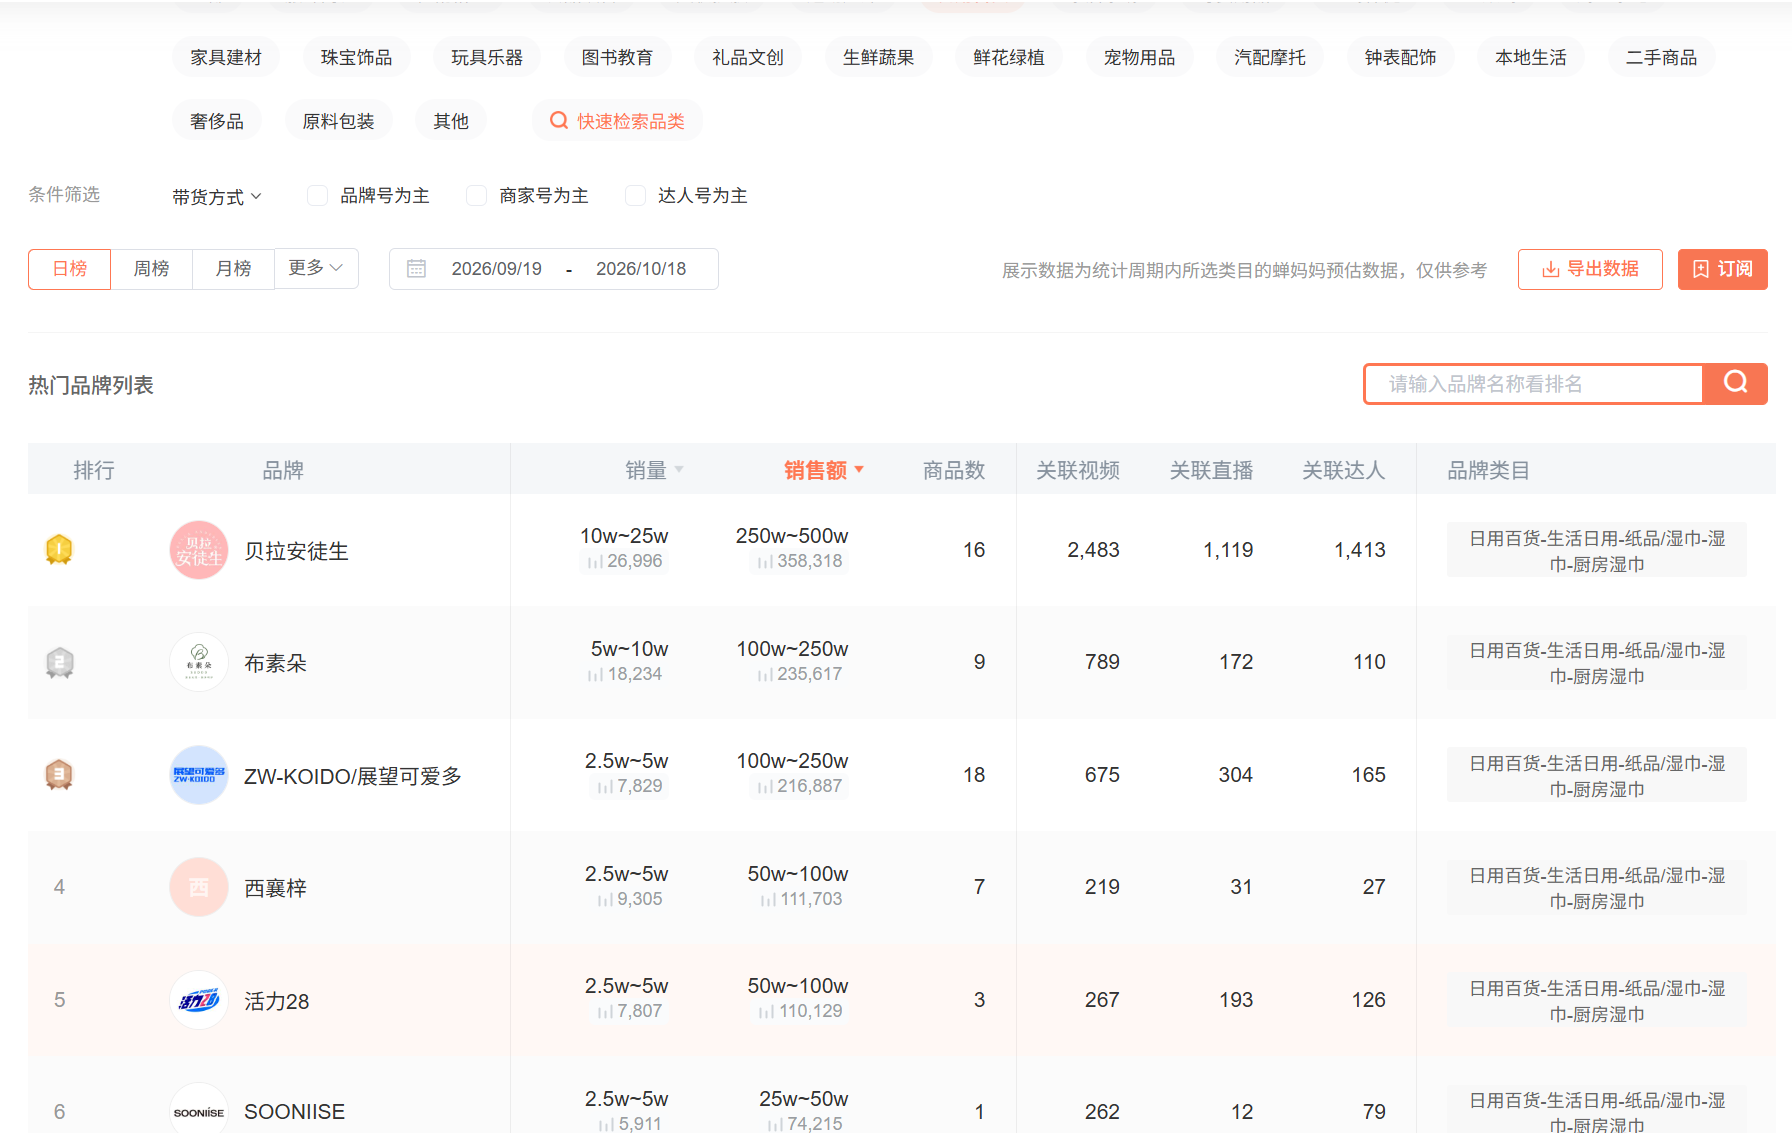 家具建材 珠宝饰品 玩具乐器 图书教育 礼品文创 生鲜蔬果 鲜花绿植 宠物用品 汽配摩托 钟表配饰 本地生活 二手商品
奢侈品 原料包装 其他 快速检索品类
条件筛选 带货方式 品牌号为主 商家号为主 达人号为主
日榜 周榜 月榜 更多 2026/09/19 - 2026/10/18 展示数据为统计周期内所选类目的蝉妈妈预估数据，仅供参考 导出数据 订阅
热门品牌列表 请输入品牌名称看排名
排行 品牌 销量 销售额 商品数 关联视频 关联直播 关联达人 品牌类目
1 贝拉安徒生 贝拉安徒生 10w~25w 250w~500w 16 2,483 1,119 1,413 日用百货-生活日用-纸品/湿巾-湿
26,996 358,318 巾-厨房湿巾
2 布素朵 布素朵 5w~10w 100w~250w 9 789 172 110 日用百货-生活日用-纸品/湿巾-湿
18,234 235,617 巾-厨房湿巾
3 展望可爱多 ZW-KOIDO ZW-KOIDO/展望可爱多 2.5w~5w 100w~250w 18 675 304 165 日用百货-生活日用-纸品/湿巾-湿
7,829 216,887 巾-厨房湿巾
4 西 西襄梓 2.5w~5w 50w~100w 7 219 31 27 日用百货-生活日用-纸品/湿巾-湿
9,305 111,703 巾-厨房湿巾
5 活力28 活力28 2.5w~5w 50w~100w 3 267 193 126 日用百货-生活日用-纸品/湿巾-湿
7,807 110,129 巾-厨房湿巾
6 SOONIISE SOONIISE 2.5w~5w 25w~50w 1 262 12 79 日用百货-生活日用-纸品/湿巾-湿
5,911 74,215 巾-厨房湿巾